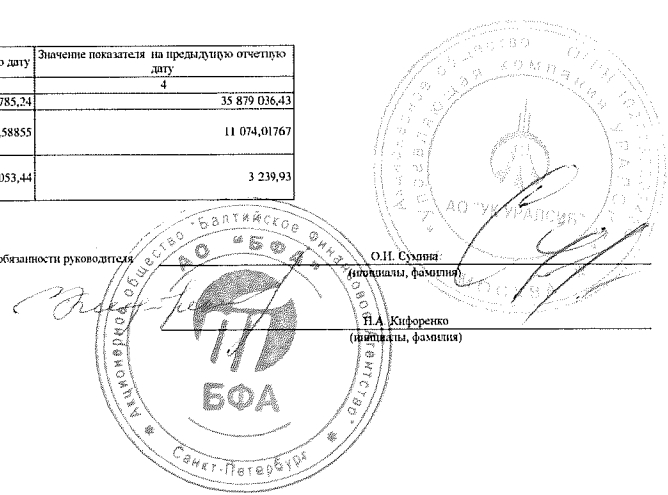 о дату Значение показателя на предыдущую отчетную дату
4
785,24 35 879 036,43
,58855 11 074,01767
053,44 3 239,93
Акционерное общество
"Управляющая компания УРАЛСИБ"
АО "УК УРАЛСИБ"
МОСКВА
обязанности руководителя О.И. Сумина
(инициалы, фамилия)
Н.А. Кифоренко
(инициалы, фамилия)
Акционерное общество "Балтийское Финансовое Агентство"
АО "БФА"
БФА
Санкт-Петербург